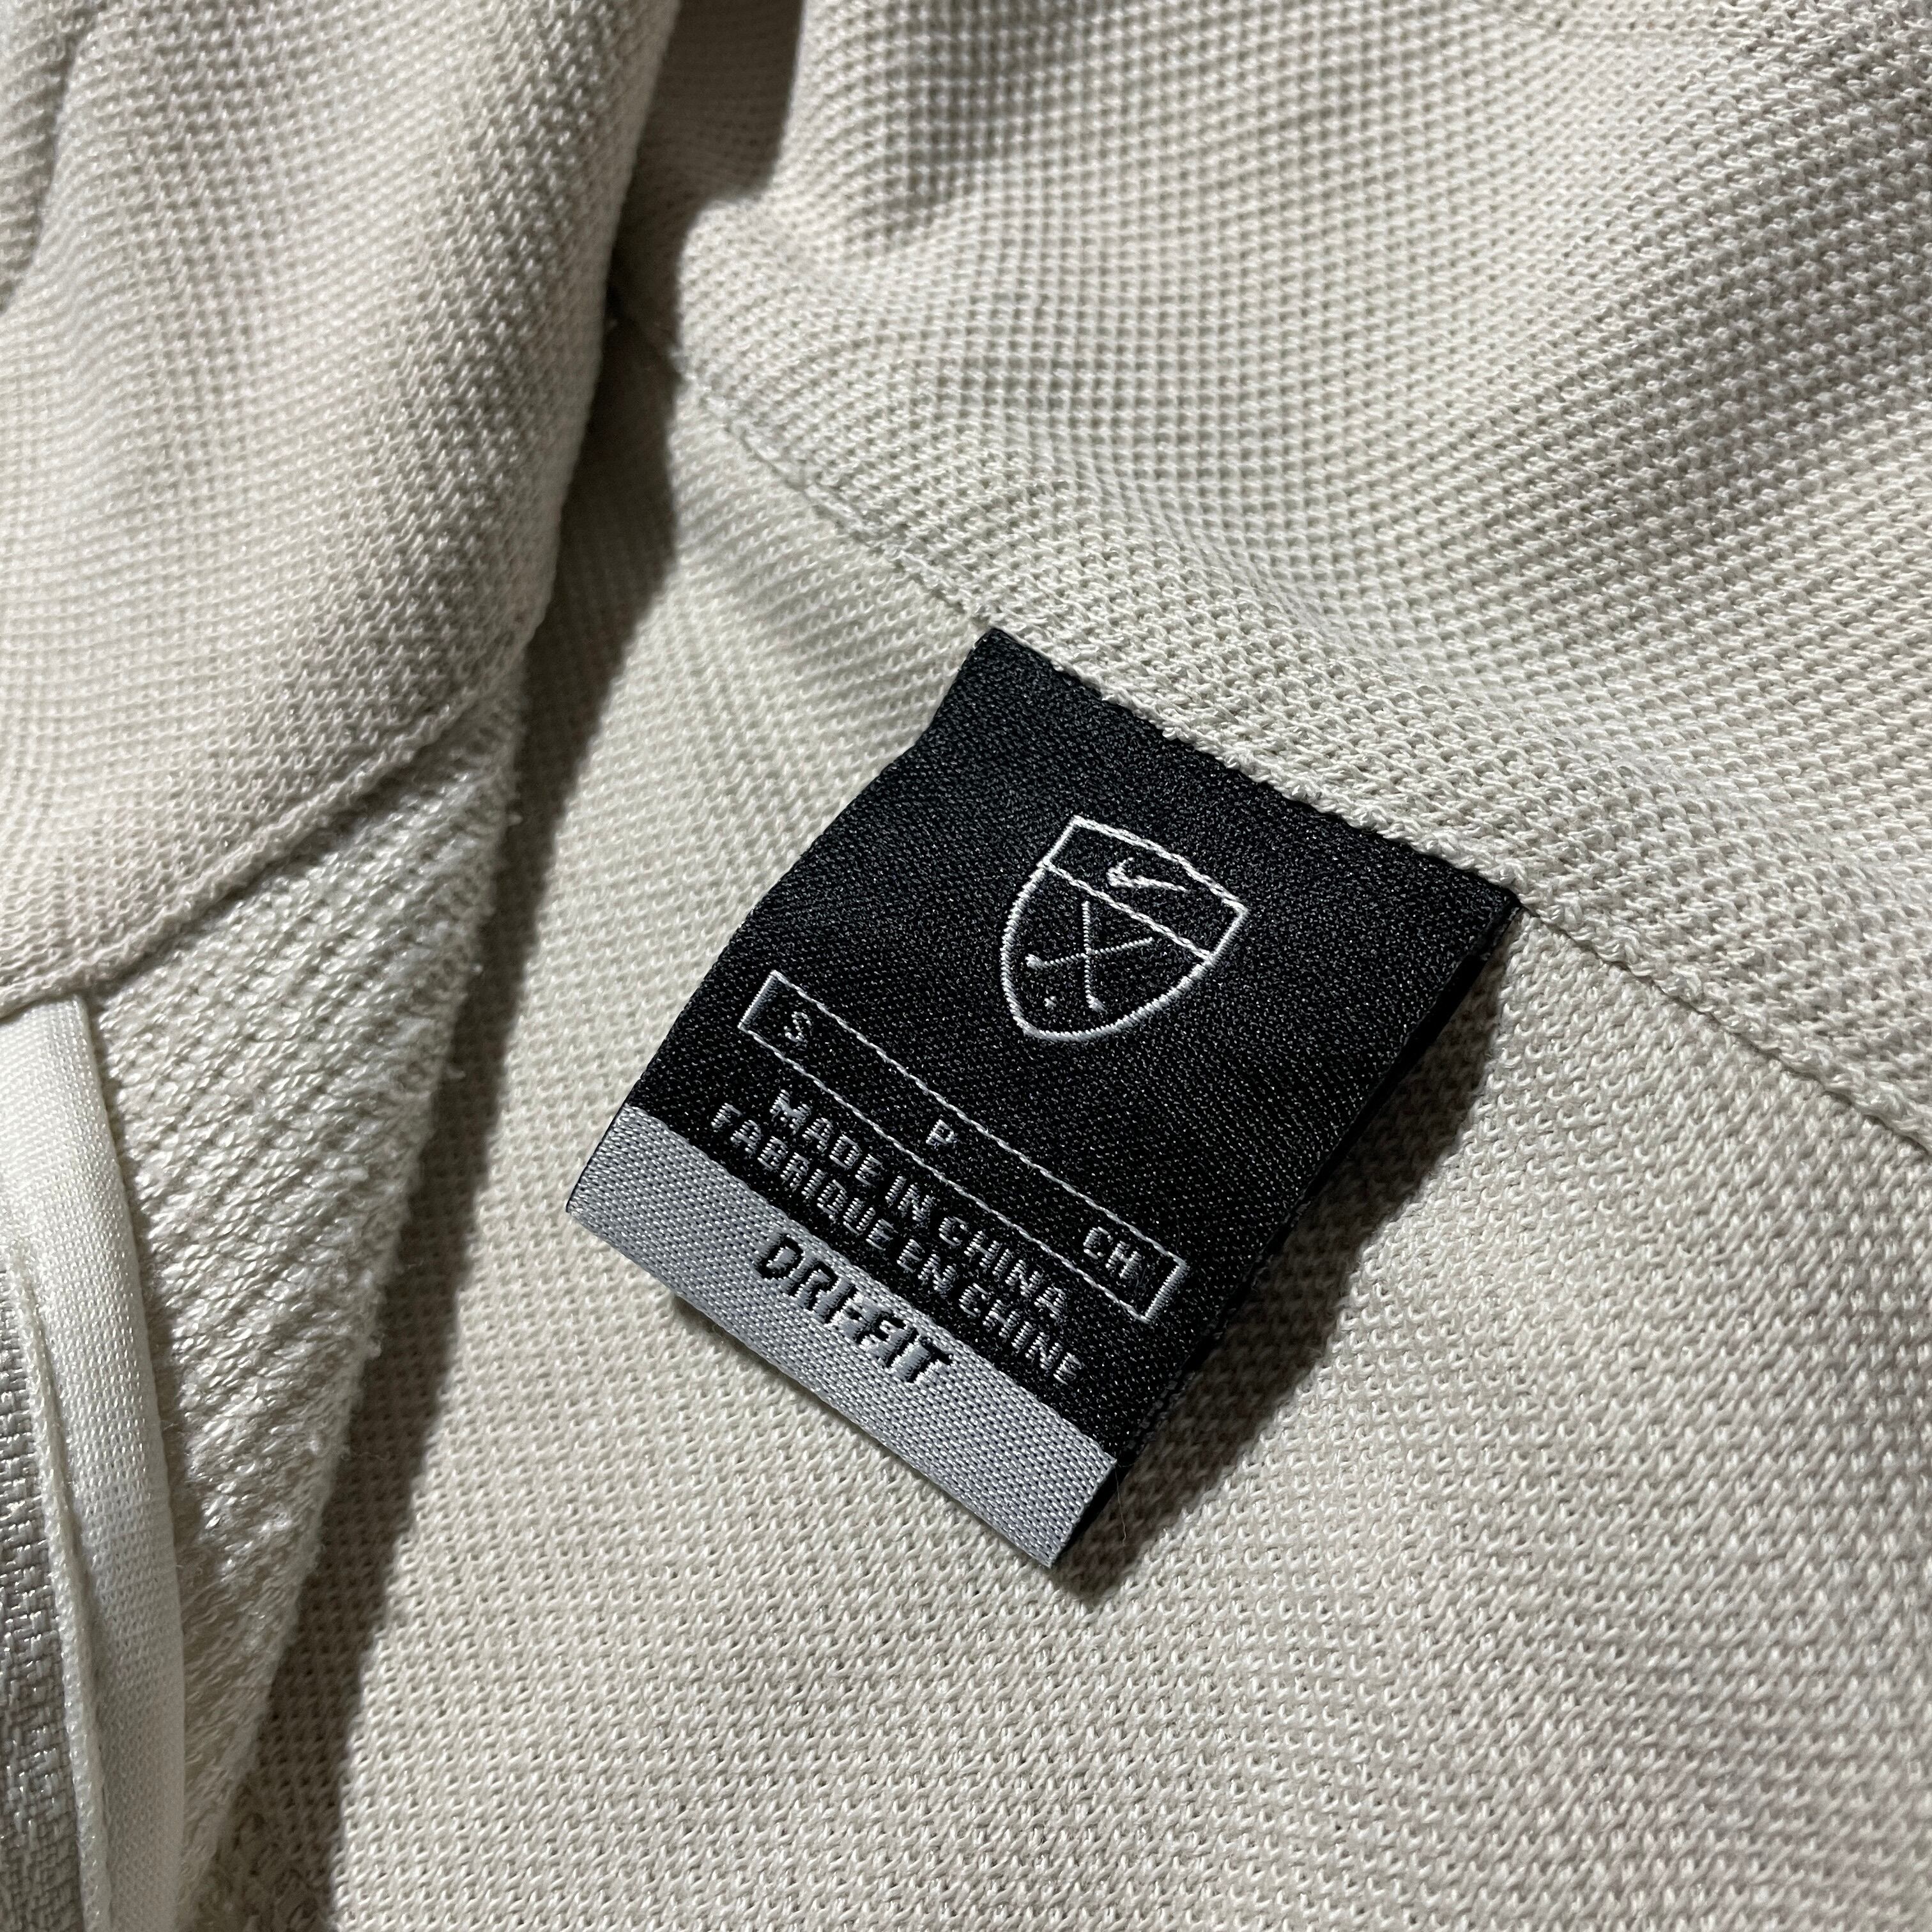 S P CH
MADE IN CHINA
FABRIQUE EN CHINE
DRI-FIT